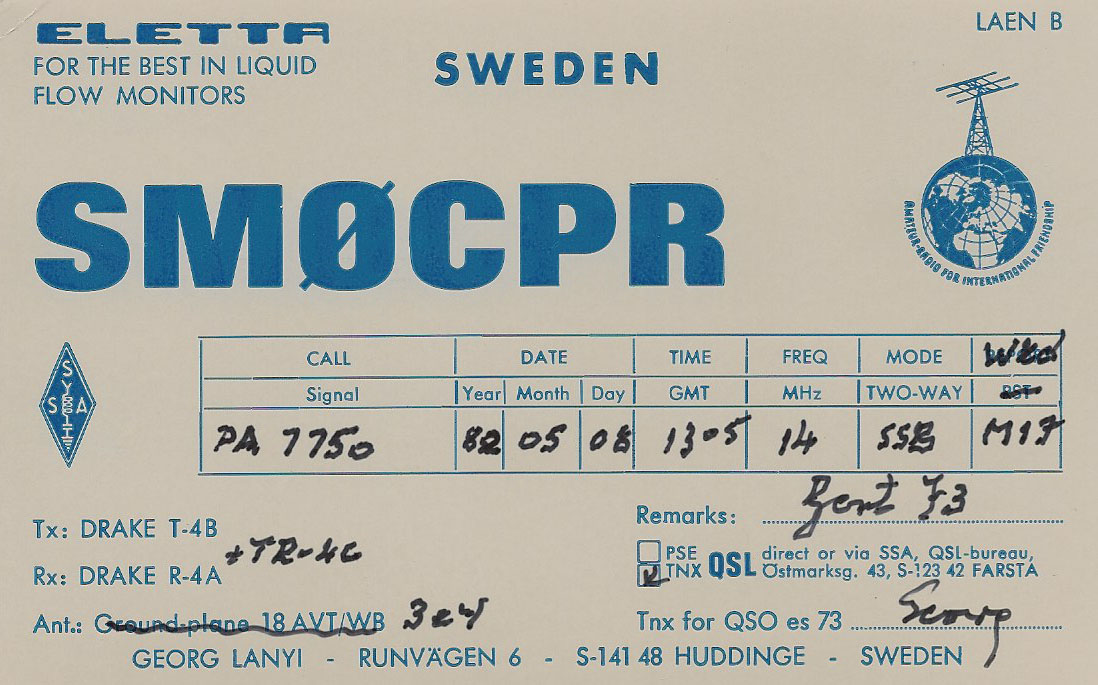 ELETTA
FOR THE BEST IN LIQUID
FLOW MONITORS
SWEDEN
LAEN B
SMØCPR
AMATEUR-RADIO FOR INTERNATIONAL FRIENDSHIP
SSA
CALL DATE TIME FREQ MODE Wkd
Signal Year Month Day GMT MHz TWO-WAY RST
PA 7750 82 05 08 1305 14 SSB
Tx: DRAKE T-4B
+TR-4C
Rx: DRAKE R-4A
Ant.: Ground-plane 18 AVT/WB 3el
Remarks: 73
PSE
TNX QSL direct or via SSA, QSL-bureau,
Östmarksg. 43, S-123 42 FARSTA
Tnx for QSO es 73 Georg
GEORG LANYI - RUNVÄGEN 6 - S-141 48 HUDDINGE - SWEDEN